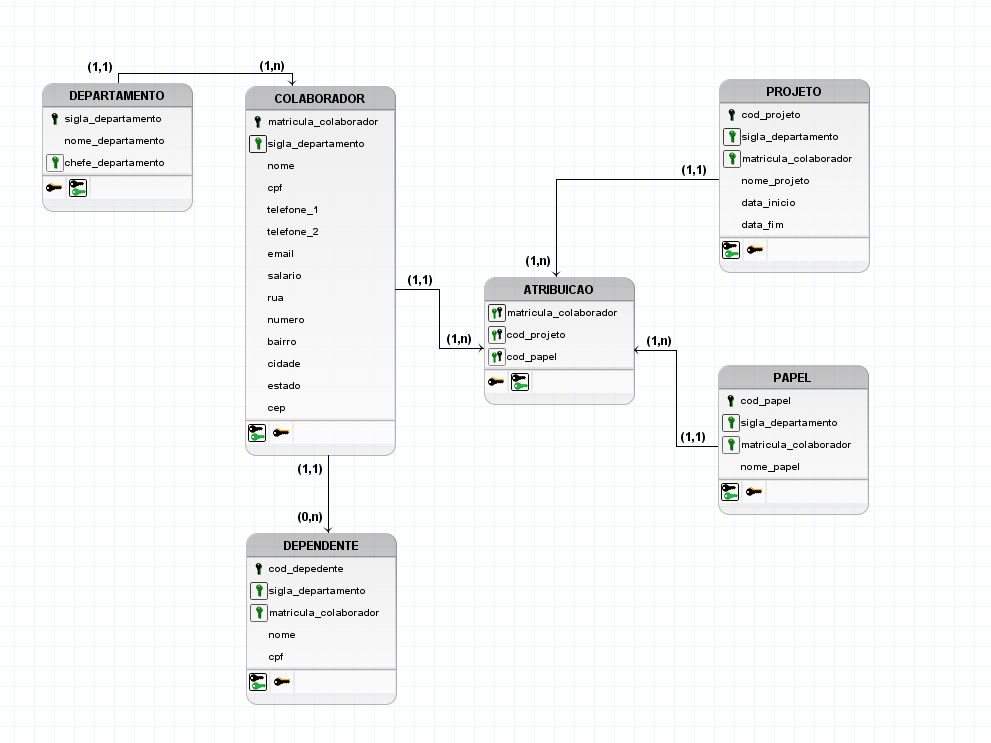 (1,1)
(1,n)
DEPARTAMENTO
sigla_departamento
nome_departamento
chefe_departamento
COLABORADOR
matricula_colaborador
sigla_departamento
nome
cpf
telefone_1
telefone_2
email
salario
rua
numero
bairro
cidade
estado
cep
(1,1)
(1,n)
(1,1)
(0,n)
DEPENDENTE
cod_depedente
sigla_departamento
matricula_colaborador
nome
cpf
PROJETO
cod_projeto
sigla_departamento
matricula_colaborador
nome_projeto
data_inicio
data_fim
(1,1)
(1,n)
ATRIBUICAO
matricula_colaborador
cod_projeto
cod_papel
(1,n)
(1,1)
PAPEL
cod_papel
sigla_departamento
matricula_colaborador
nome_papel